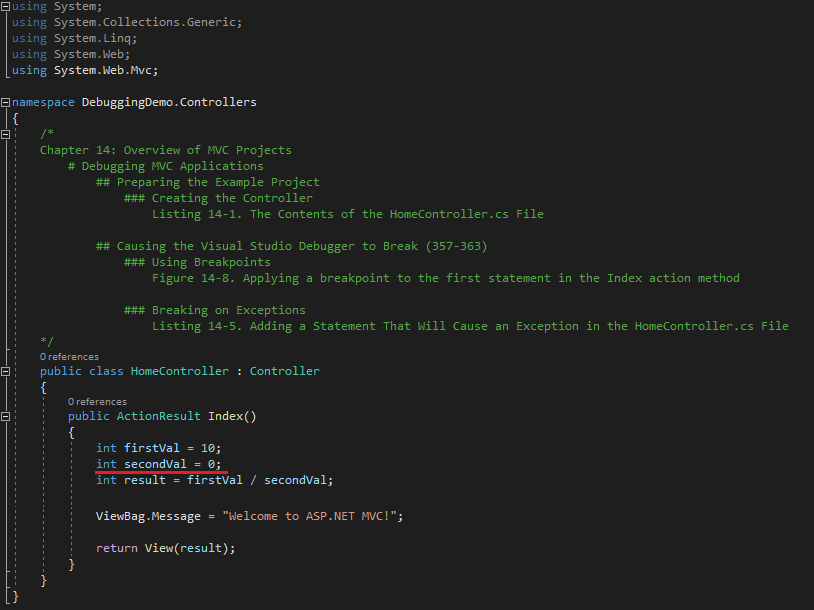 using System;
using System.Collections.Generic;
using System.Linq;
using System.Web;
using System.Web.Mvc;
namespace DebuggingDemo.Controllers
{
/*
Chapter 14: Overview of MVC Projects
# Debugging MVC Applications
## Preparing the Example Project
### Creating the Controller
Listing 14-1. The Contents of the HomeController.cs File
## Causing the Visual Studio Debugger to Break (357-363)
### Using Breakpoints
Figure 14-8. Applying a breakpoint to the first statement in the Index action method
### Breaking on Exceptions
Listing 14-5. Adding a Statement That Will Cause an Exception in the HomeController.cs File
*/
0 references
public class HomeController : Controller
{
0 references
public ActionResult Index()
{
int firstVal = 10;
int secondVal = 0;
int result = firstVal / secondVal;
ViewBag.Message = "Welcome to ASP.NET MVC!";
return View(result);
}
}
}